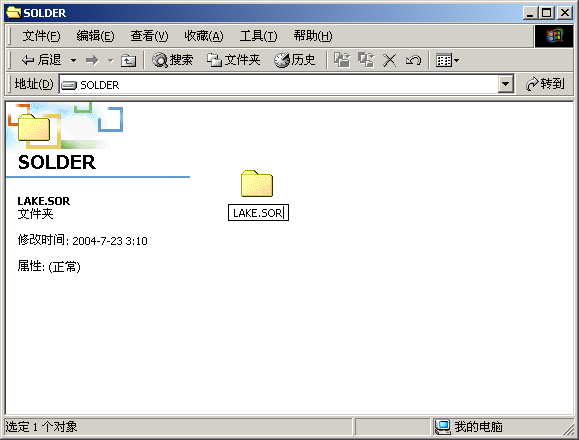 SOLDER
文件(F) 编辑(E) 查看(V) 收藏(A) 工具(T) 帮助(H)
后退 搜索 文件夹 历史
地址(D) SOLDER 转到
SOLDER
LAKE.SOR
文件夹
修改时间: 2004-7-23 3:10
属性: (正常)
LAKE.SOR
选定 1 个对象 我的电脑